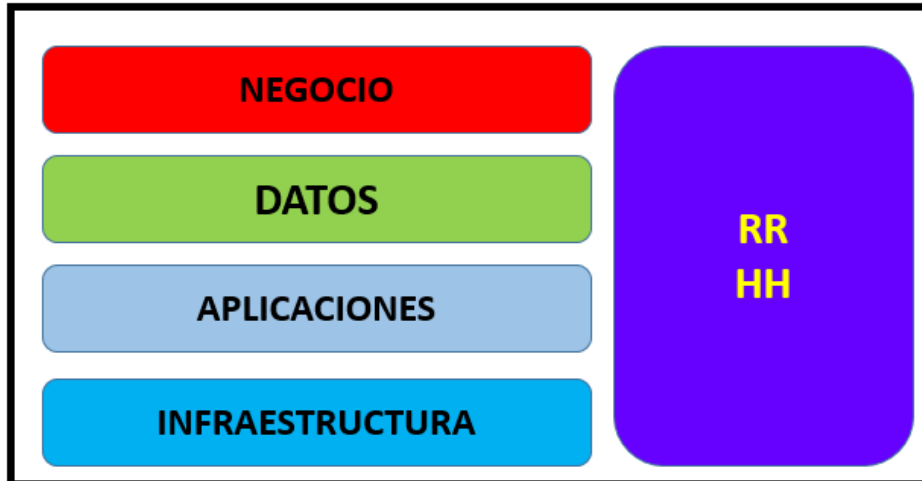 NEGOCIO
DATOS
APLICACIONES
INFRAESTRUCTURA
RR
HH